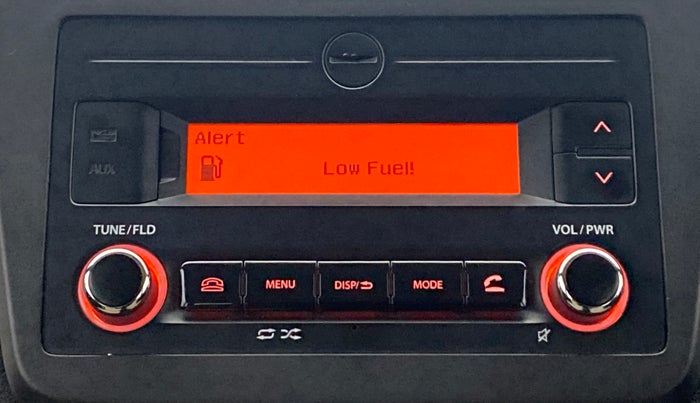 Alert
Low Fuel!
AUX
TUNE/FLD
VOL/PWR
MENU
DISP/
MODE